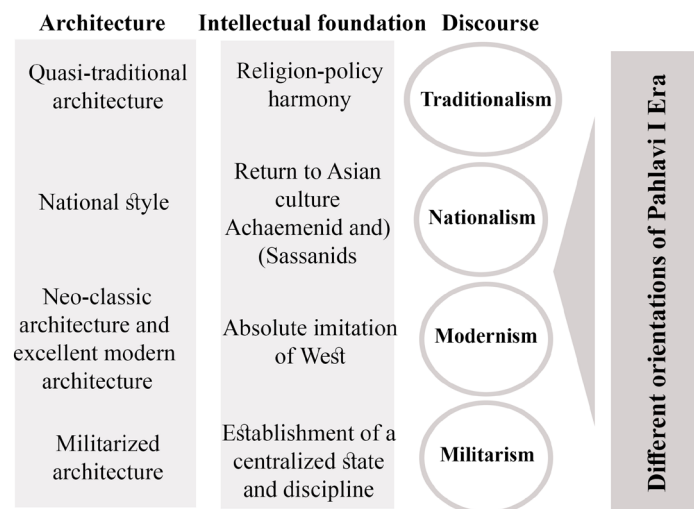 Architecture Intellectual foundation Discourse
Quasi-traditional
architecture
Religion-policy
harmony
Traditionalism
National style
Return to Asian
culture
Achaemenid and)
(Sassanids
Nationalism
Neo-classic
architecture and
excellent modern
architecture
Absolute imitation
of West
Modernism
Militarized
architecture
Establishment of a
centralized state
and discipline
Militarism
Different orientations of Pahlavi I Era